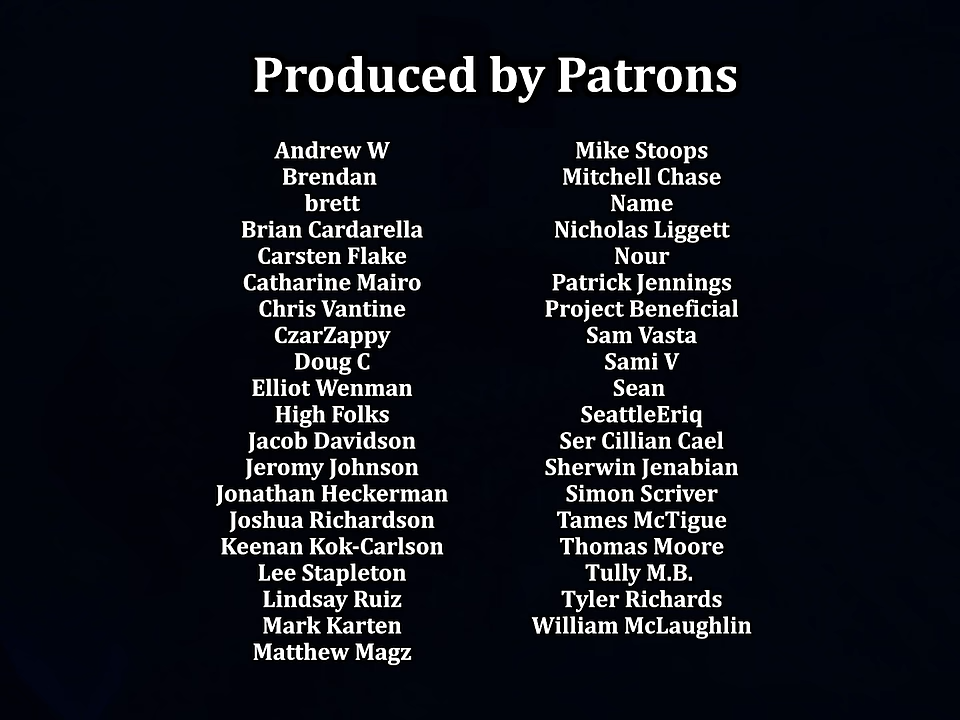 Produced by Patrons
Andrew W
Brendan
brett
Brian Cardarella
Carsten Flake
Catharine Mairo
Chris Vantine
CzarZappy
Doug C
Elliot Wenman
High Folks
Jacob Davidson
Jeromy Johnson
Jonathan Heckerman
Joshua Richardson
Keenan Kok-Carlson
Lee Stapleton
Lindsay Ruiz
Mark Karten
Matthew Magz
Mike Stoops
Mitchell Chase
Name
Nicholas Liggett
Nour
Patrick Jennings
Project Beneficial
Sam Vasta
Sami V
Sean
SeattleEriq
Ser Cillian Cael
Sherwin Jenabian
Simon Scriver
Tames McTigue
Thomas Moore
Tully M.B.
Tyler Richards
William McLaughlin